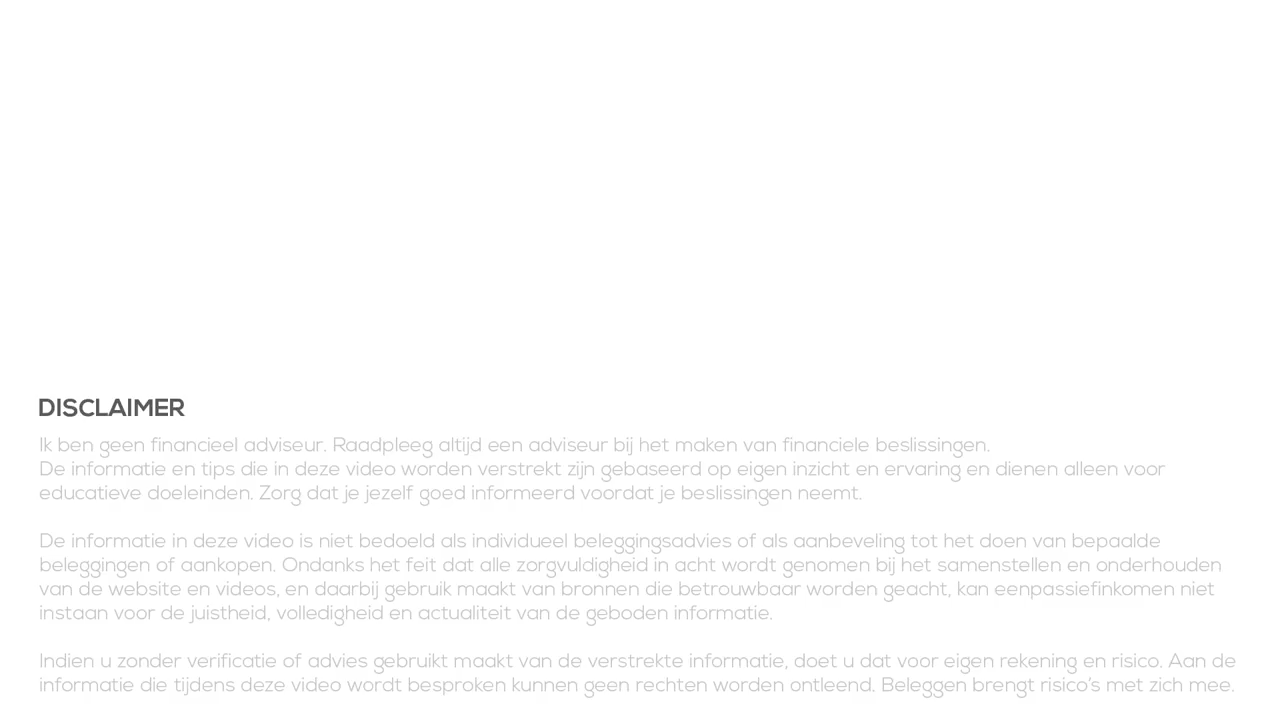 DISCLAIMER
Ik ben geen financieel adviseur. Raadpleeg altijd een adviseur bij het maken van financiele beslissingen.
De informatie en tips die in deze video worden verstrekt zijn gebaseerd op eigen inzicht en ervaring en dienen alleen voor
educatieve doeleinden. Zorg dat je jezelf goed informeerd voordat je beslissingen neemt.
De informatie in deze video is niet bedoeld als individueel beleggingsadvies of als aanbeveling tot het doen van bepaalde
beleggingen of aankopen. Ondanks het feit dat alle zorgvuldigheid in acht wordt genomen bij het samenstellen en onderhouden
van de website en videos, en daarbij gebruik maakt van bronnen die betrouwbaar worden geacht, kan eenpassiefinkomen niet
instaan voor de juistheid, volledigheid en actualiteit van de geboden informatie.
Indien u zonder verificatie of advies gebruikt maakt van de verstrekte informatie, doet u dat voor eigen rekening en risico. Aan de
informatie die tijdens deze video wordt besproken kunnen geen rechten worden ontleend. Beleggen brengt risico's met zich mee.